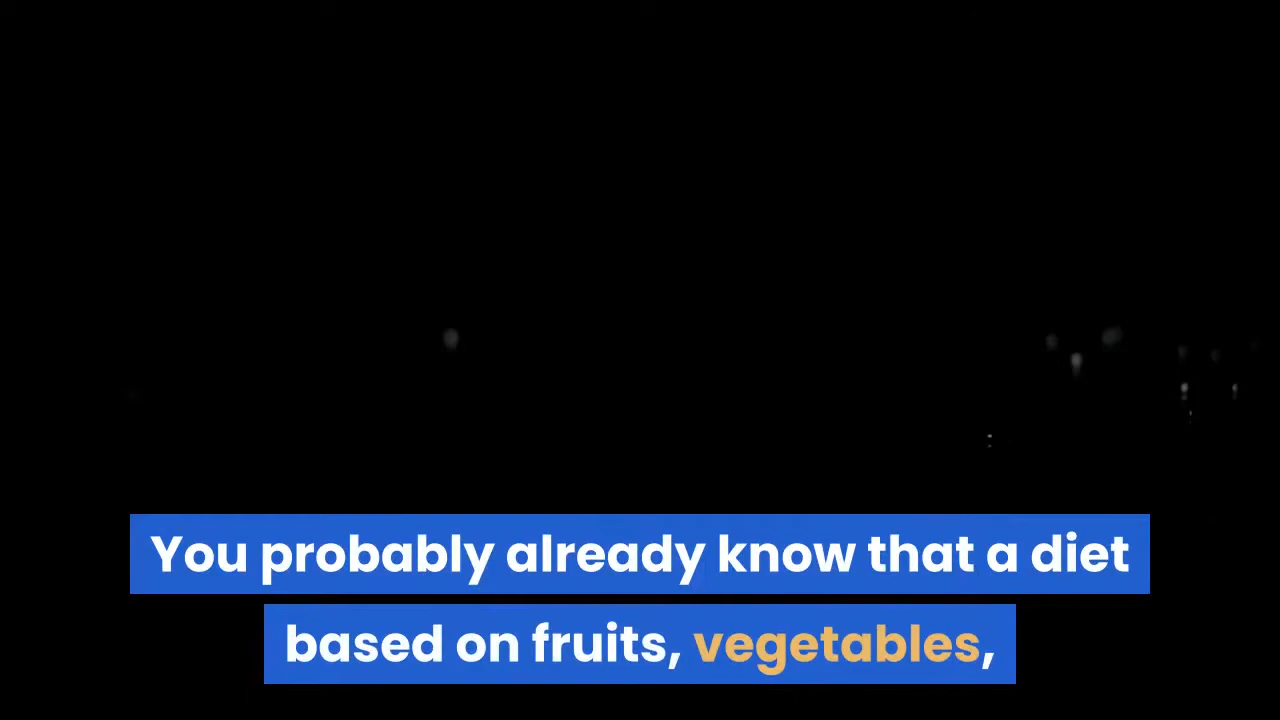 You probably already know that a diet
based on fruits, vegetables,